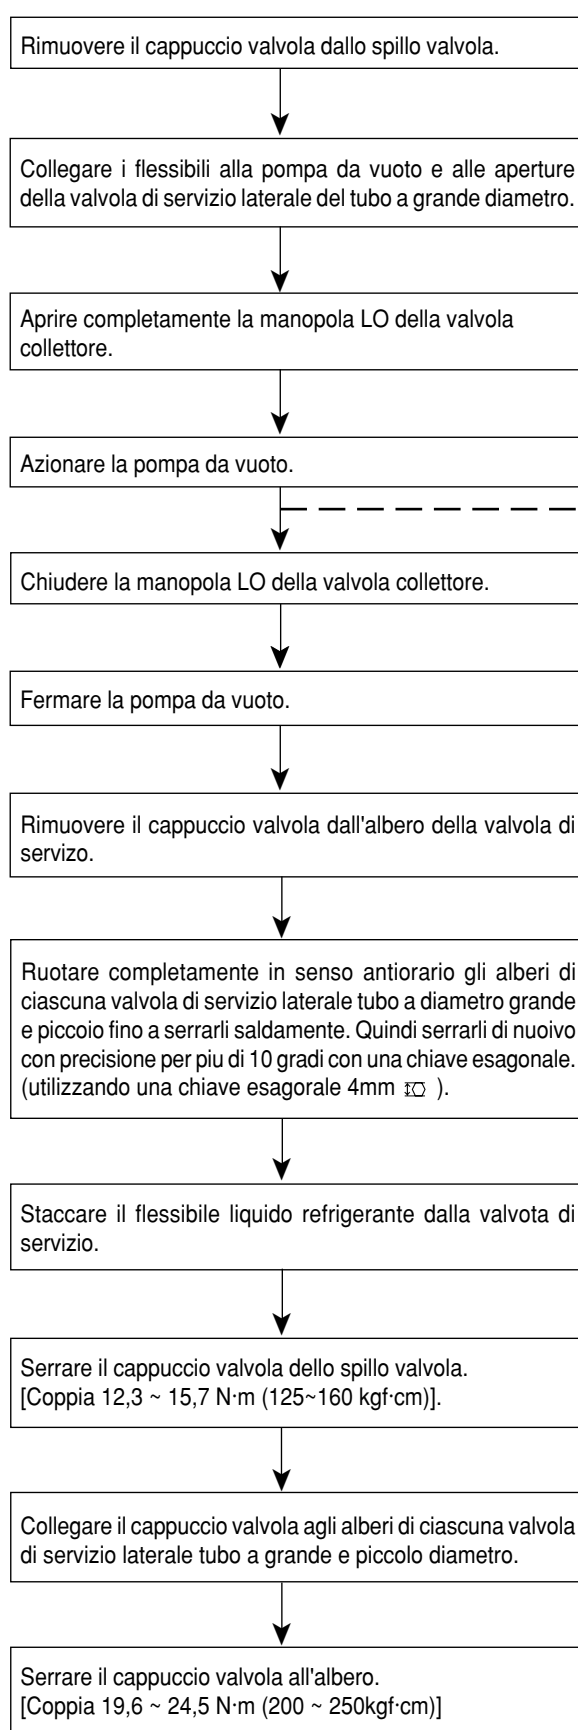 Rimuovere il cappuccio valvola dallo spillo valvola.
Collegare i flessibili alla pompa da vuoto e alle aperture
della valvola di servizio laterale del tubo a grande diametro.
Aprire completamente la manopola LO della valvola
collettore.
Azionare la pompa da vuoto.
Chiudere la manopola LO della valvola collettore.
Fermare la pompa da vuoto.
Rimuovere il cappuccio valvola dall'albero della valvola di
servizo.
Ruotare completamente in senso antiorario gli alberi di
ciascuna valvola di servizio laterale tubo a diametro grande
e piccoio fino a serrarli saldamente. Quindi serrarli di nuoivo
con precisione per piu di 10 gradi con una chiave esagonale.
(utilizzando una chiave esagorale 4mm ).
Staccare il flessibile liquido refrigerante dalla valvota di
servizio.
Serrare il cappuccio valvola dello spillo valvola.
[Coppia 12,3 ~ 15,7 N·m (125~160 kgf·cm)].
Collegare il cappuccio valvola agli alberi di ciascuna valvola
di servizio laterale tubo a grande e piccolo diametro.
Serrare il cappuccio valvola all'albero.
[Coppia 19,6 ~ 24,5 N·m (200 ~ 250kgf·cm)]